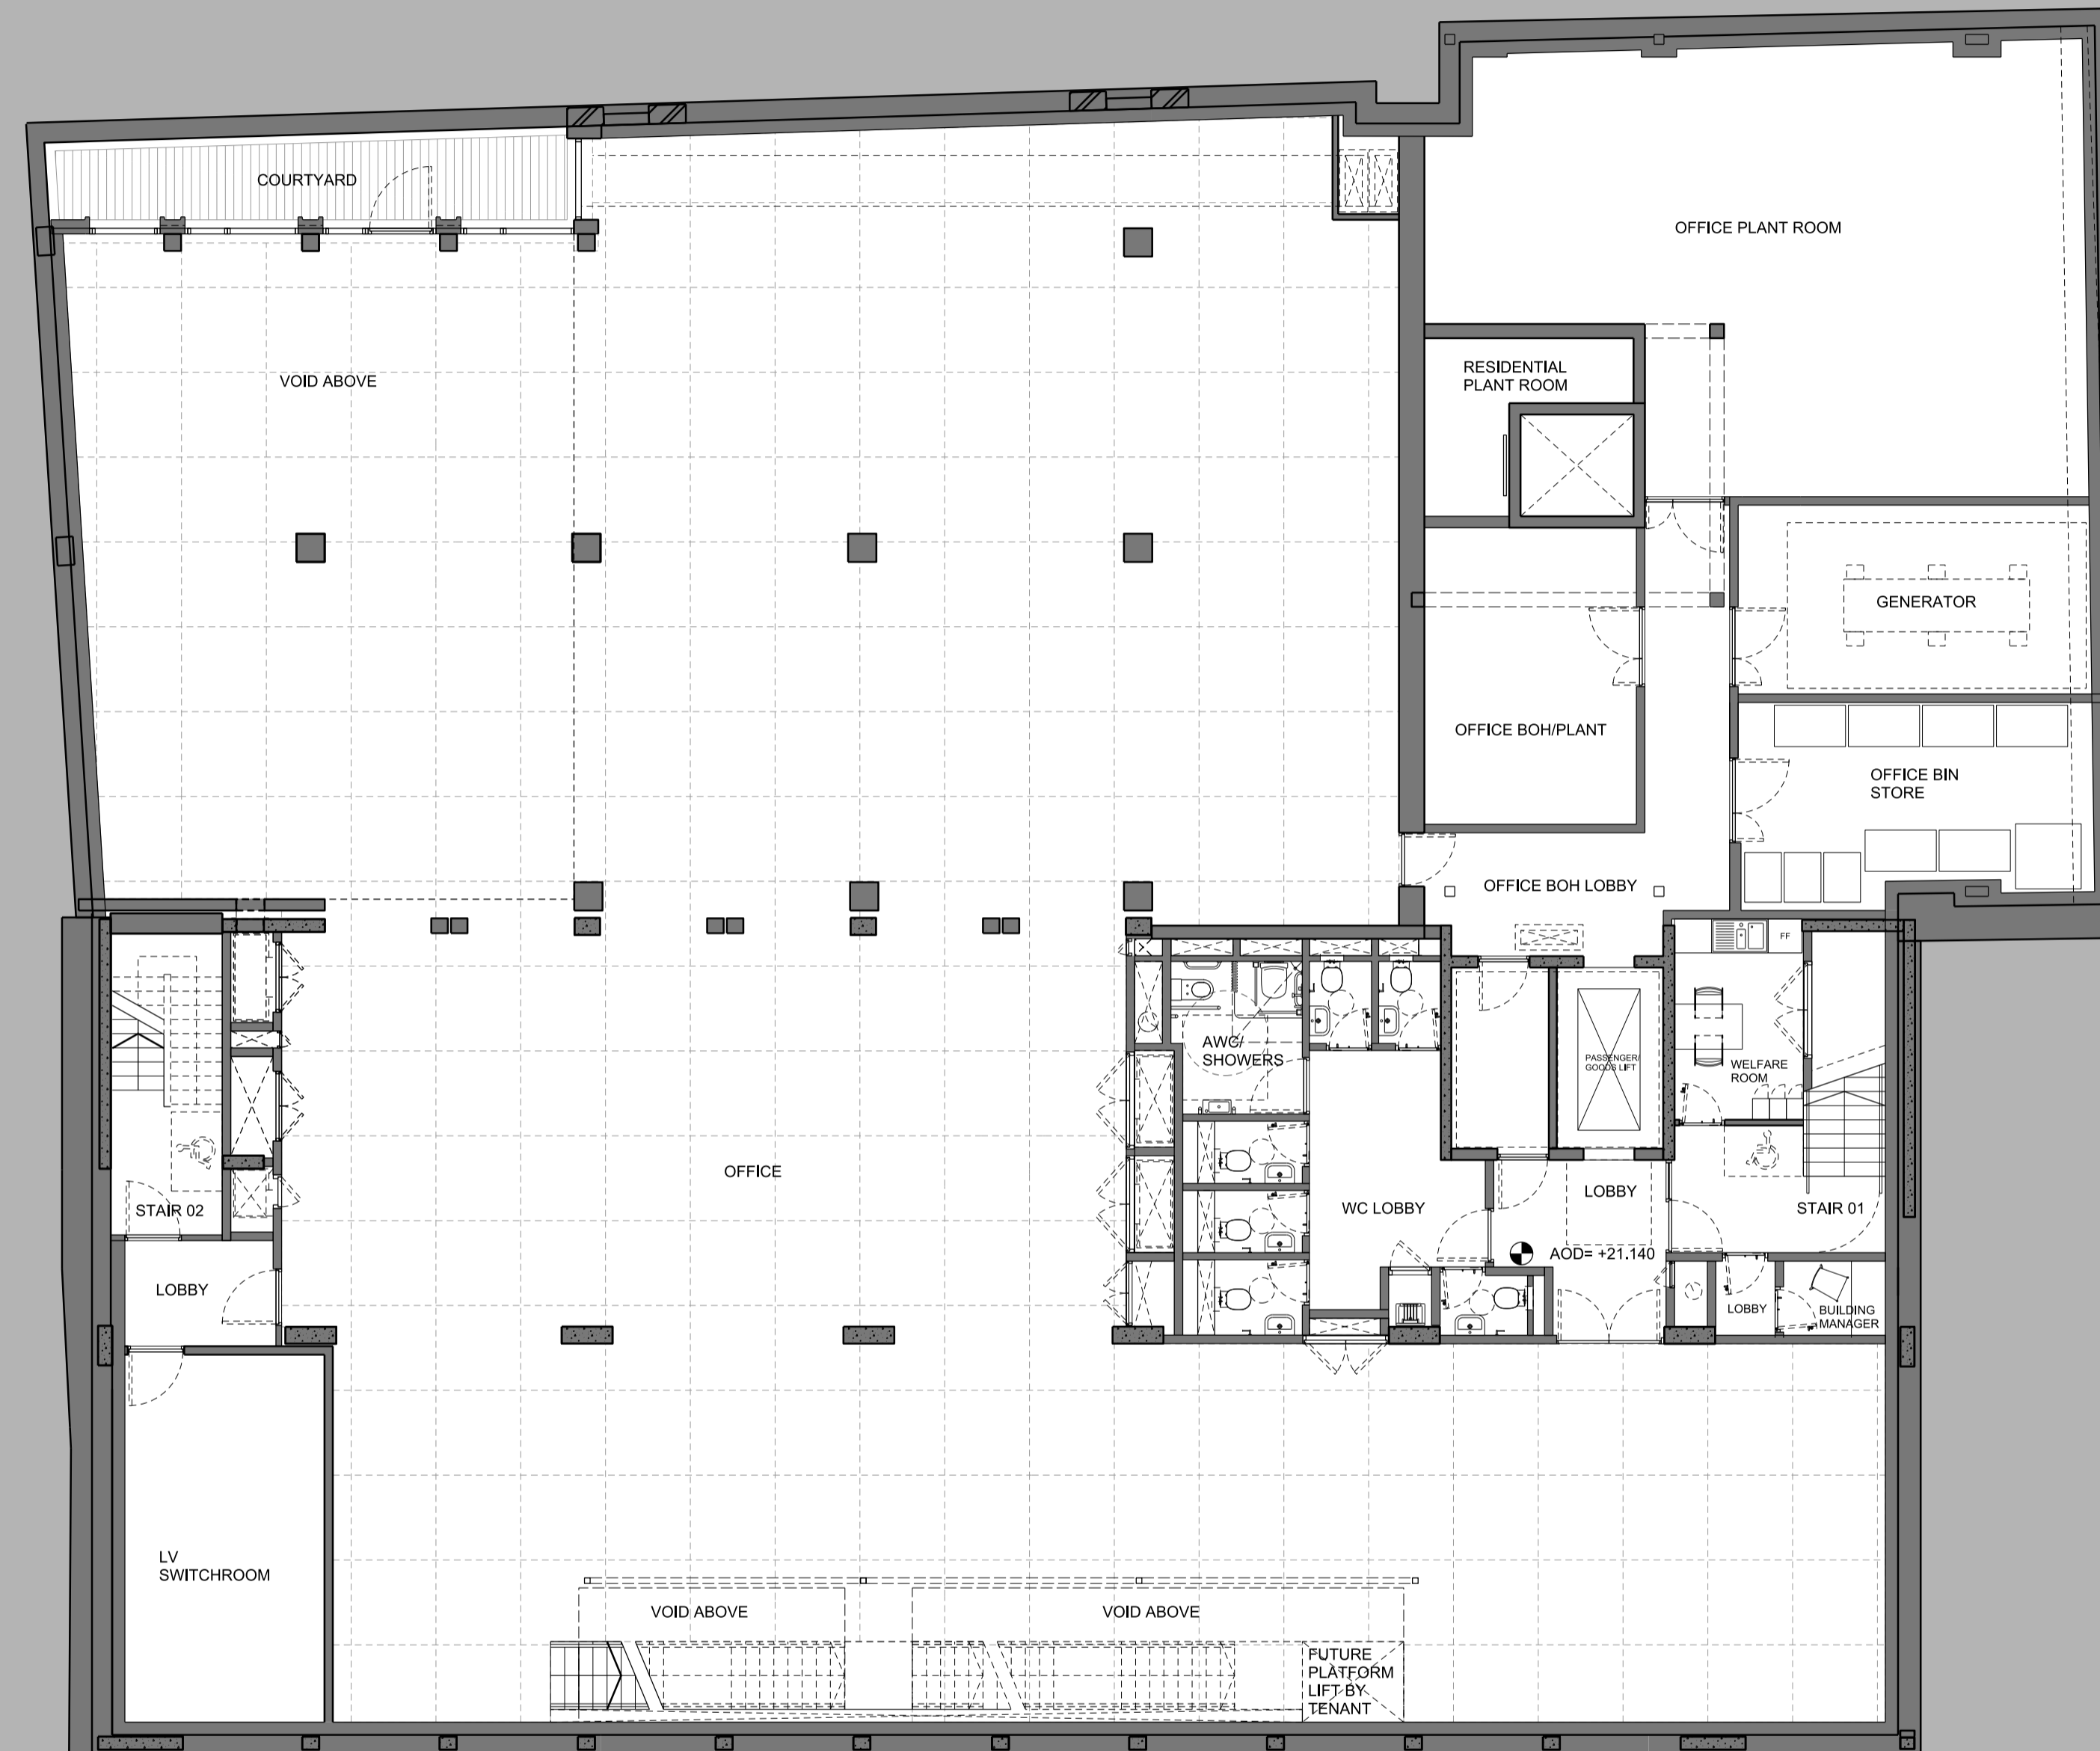 COURTYARD
OFFICE PLANT ROOM
VOID ABOVE
RESIDENTIAL
PLANT ROOM
GENERATOR
OFFICE BOH/PLANT
OFFICE BIN
STORE
OFFICE BOH LOBBY
FF
AWC/
SHOWERS
PASSENGER/
GOODS LIFT
WELFARE
ROOM
OFFICE
LOBBY
STAIR 02
WC LOBBY
STAIR 01
AOD= +21.140
LOBBY
LOBBY
BUILDING
MANAGER
LV
SWITCHROOM
VOID ABOVE
VOID ABOVE
FUTURE
PLATFORM
LIFT BY
TENANT